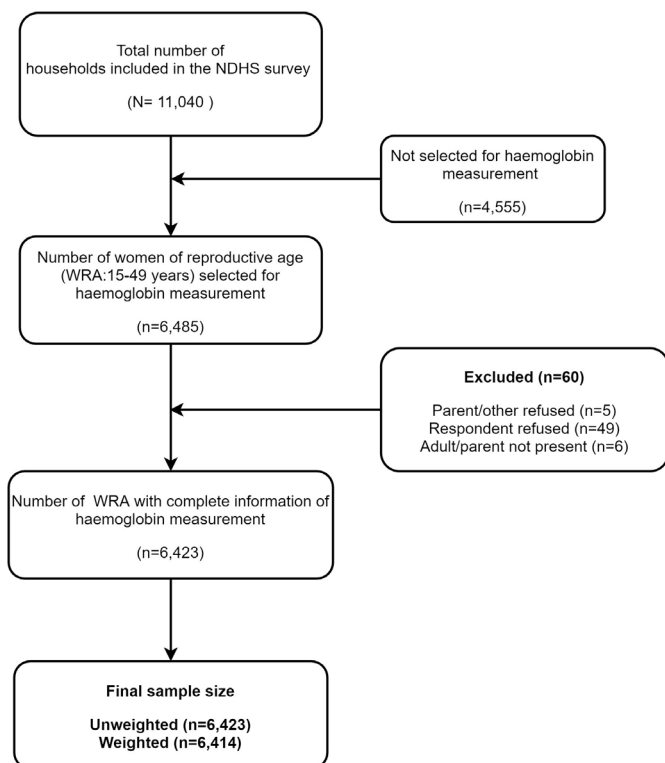 Total number of
households included in the NDHS survey
(N= 11,040 )
Not selected for haemoglobin
measurement
(n=4,555)
Number of women of reproductive age
(WRA:15-49 years) selected for
haemoglobin measurement
(n=6,485)
Excluded (n=60)
Parent/other refused (n=5)
Respondent refused (n=49)
Adult/parent not present (n=6)
Number of WRA with complete information of
haemoglobin measurement
(n=6,423)
Final sample size
Unweighted (n=6,423)
Weighted (n=6,414)